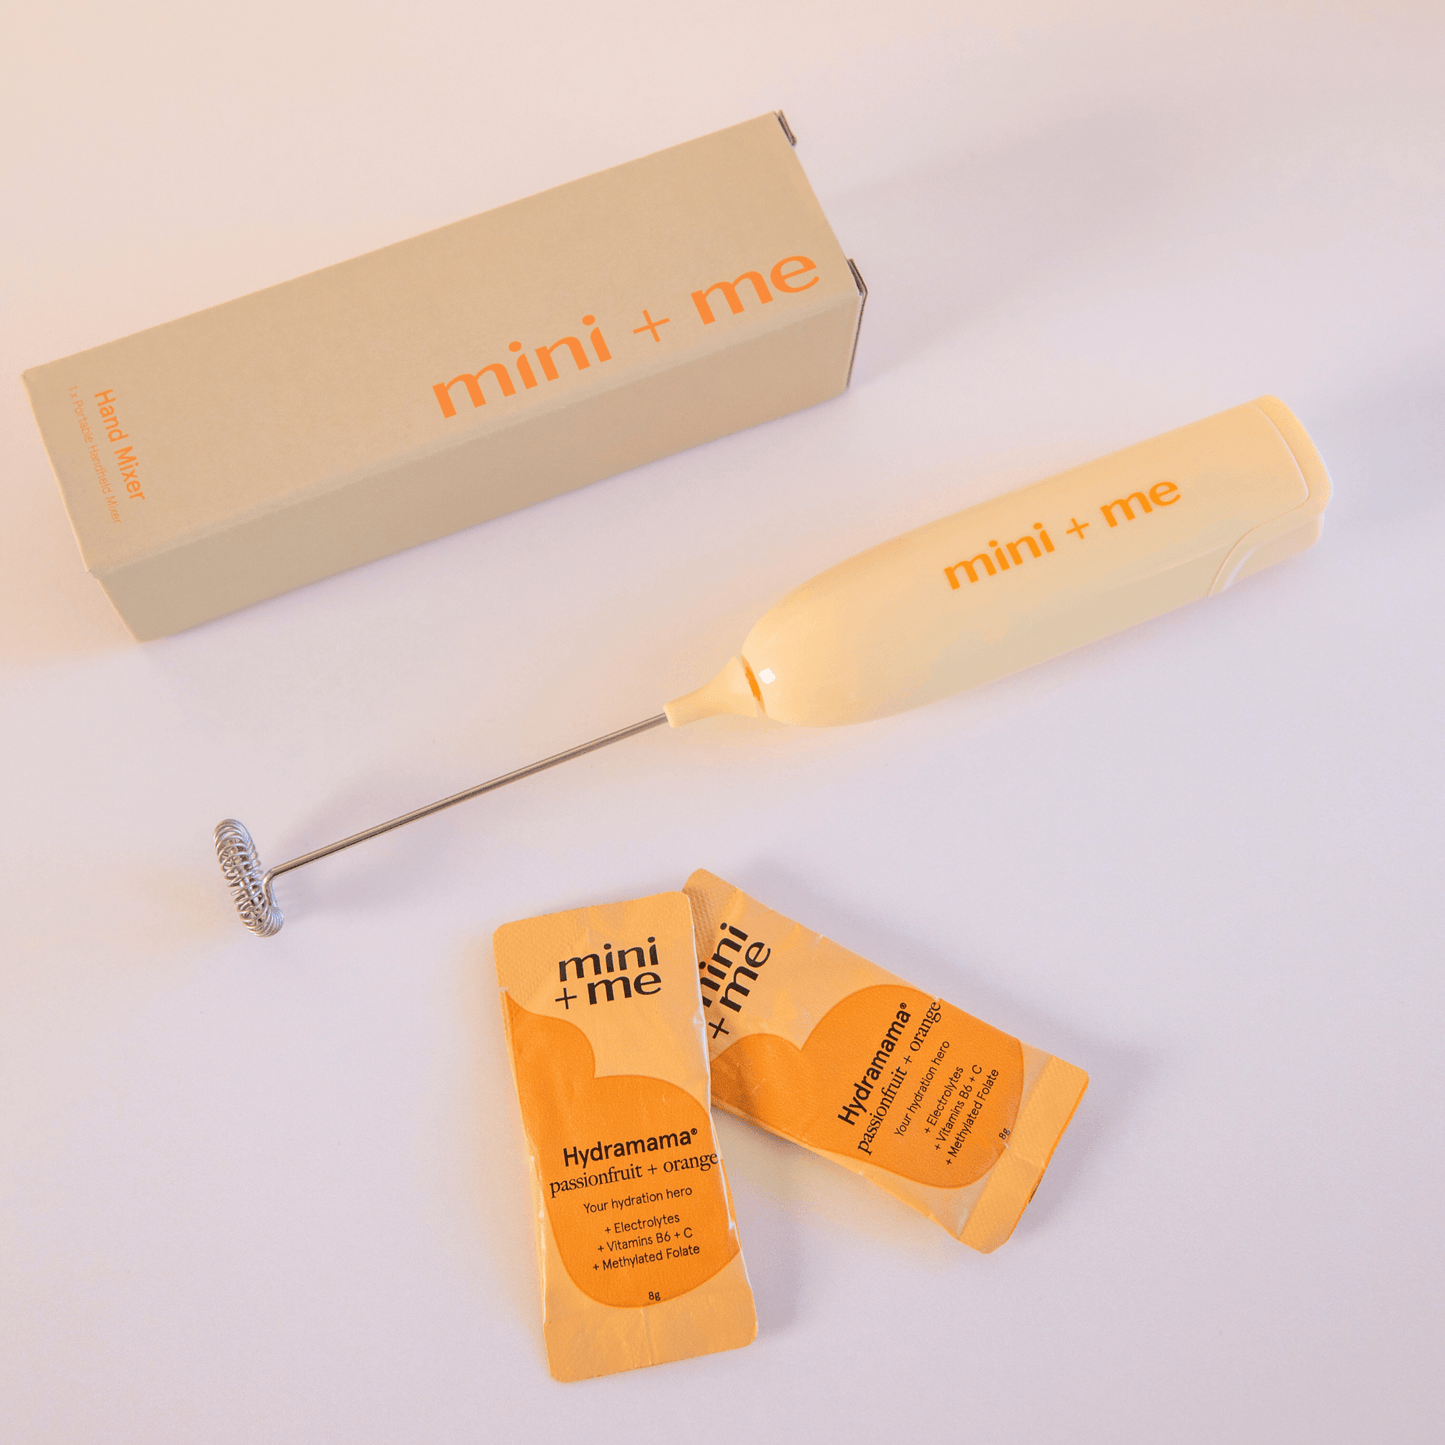 mini + me
Hand Mixer
1 x Portable Handheld Mixer
mini + me
mini
+ me
Hydramama®
passionfruit + orange
Your hydration hero
+ Electrolytes
+ Vitamins B6 + C
+ Methylated Folate
8g
mini
+ me
Hydramama®
passionfruit + orange
Your hydration hero
+ Electrolytes
+ Vitamins B6 + C
+ Methylated Folate
8g